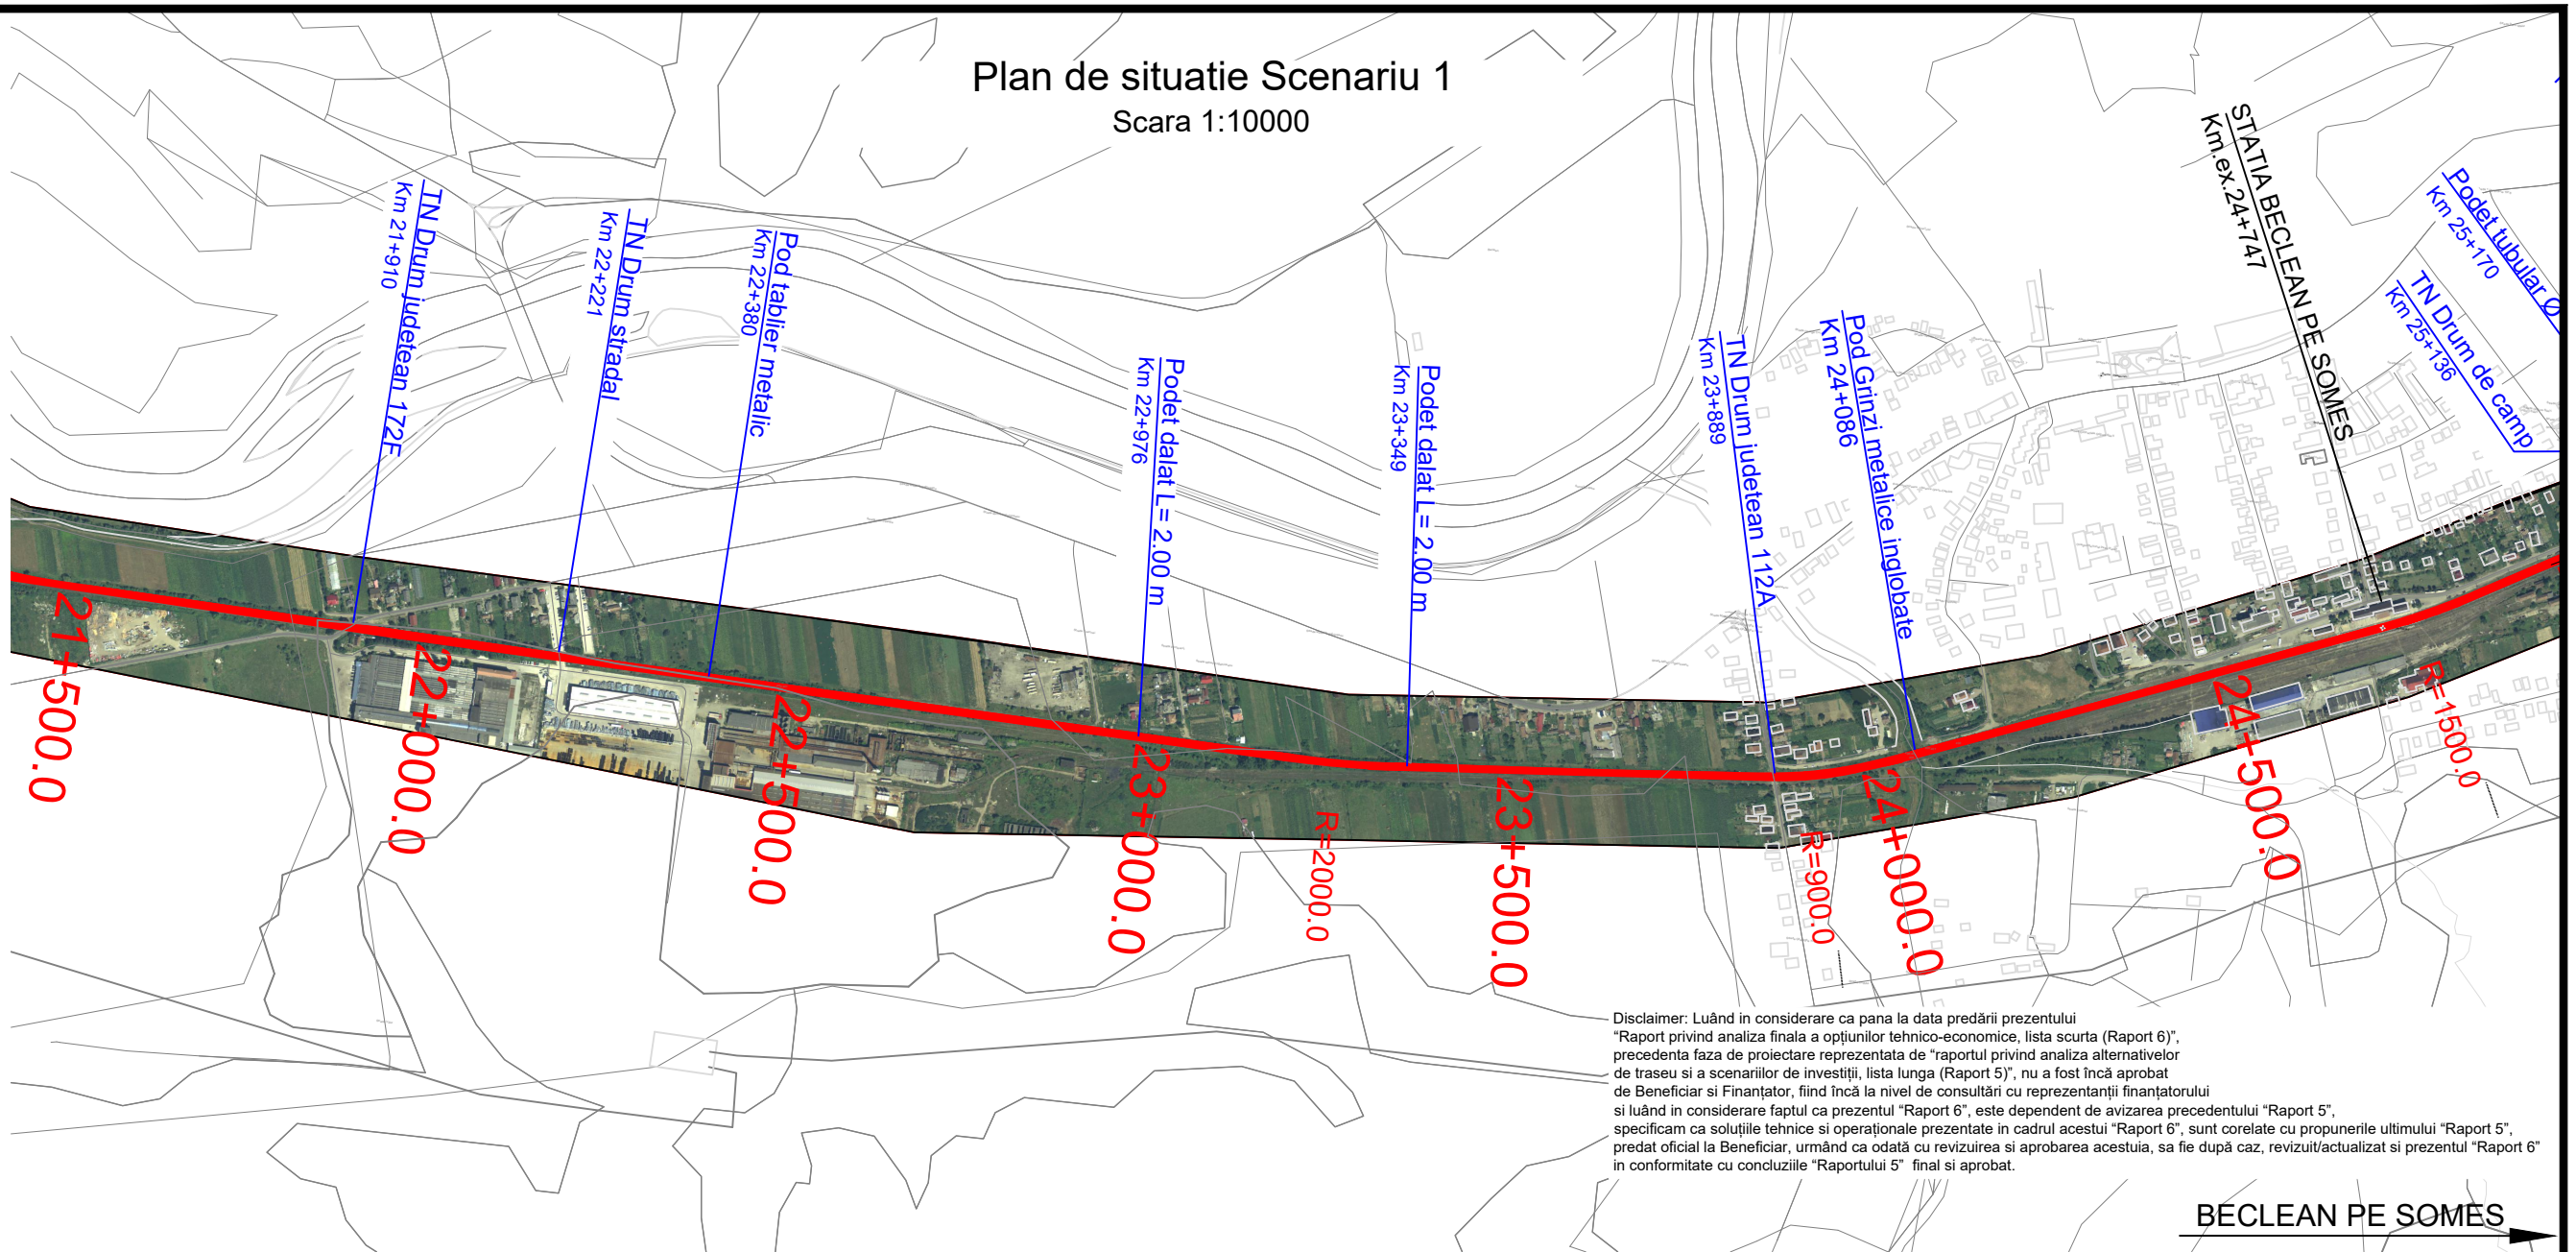 Plan de situatie Scenariu 1
Scara 1:10000
TN Drum judetean 172F
Km 21+910
TN Drum stradal
Km 22+221
Pod tablier metalic
Km 22+380
Podet dalat L= 2.00 m
Km 22+976
Podet dalat L= 2.00 m
Km 23+349
TN Drum judetean 112A
Km 23+889
Pod Grinzi metalice inglobate
Km 24+086
STATIA BECLEAN PE SOMES
Km.ex.24+747
Podet tubular Ø
Km 25+170
TN Drum de camp
Km 25+136
21+500.0
22+000.0
22+500.0
23+000.0
R=2000.0
23+500.0
R=900.0
24+000.0
24+500.0
R=1500.0
Disclaimer: Luând in considerare ca pana la data predării prezentului
“Raport privind analiza finala a opțiunilor tehnico-economice, lista scurta (Raport 6)”,
precedenta faza de proiectare reprezentata de “raportul privind analiza alternativelor
de traseu si a scenariilor de investiții, lista lunga (Raport 5)”, nu a fost încă aprobat
de Beneficiar si Finanțator, fiind încă la nivel de consultări cu reprezentanții finanțatorului
si luând in considerare faptul ca prezentul “Raport 6”, este dependent de avizarea precedentului “Raport 5”,
specificam ca soluțiile tehnice si operaționale prezentate in cadrul acestui “Raport 6”, sunt corelate cu propunerile ultimului “Raport 5”,
predat oficial la Beneficiar, urmând ca odată cu revizuirea si aprobarea acestuia, sa fie după caz, revizuit/actualizat si prezentul “Raport 6”
in conformitate cu concluziile “Raportului 5” final si aprobat.
BECLEAN PE SOMES